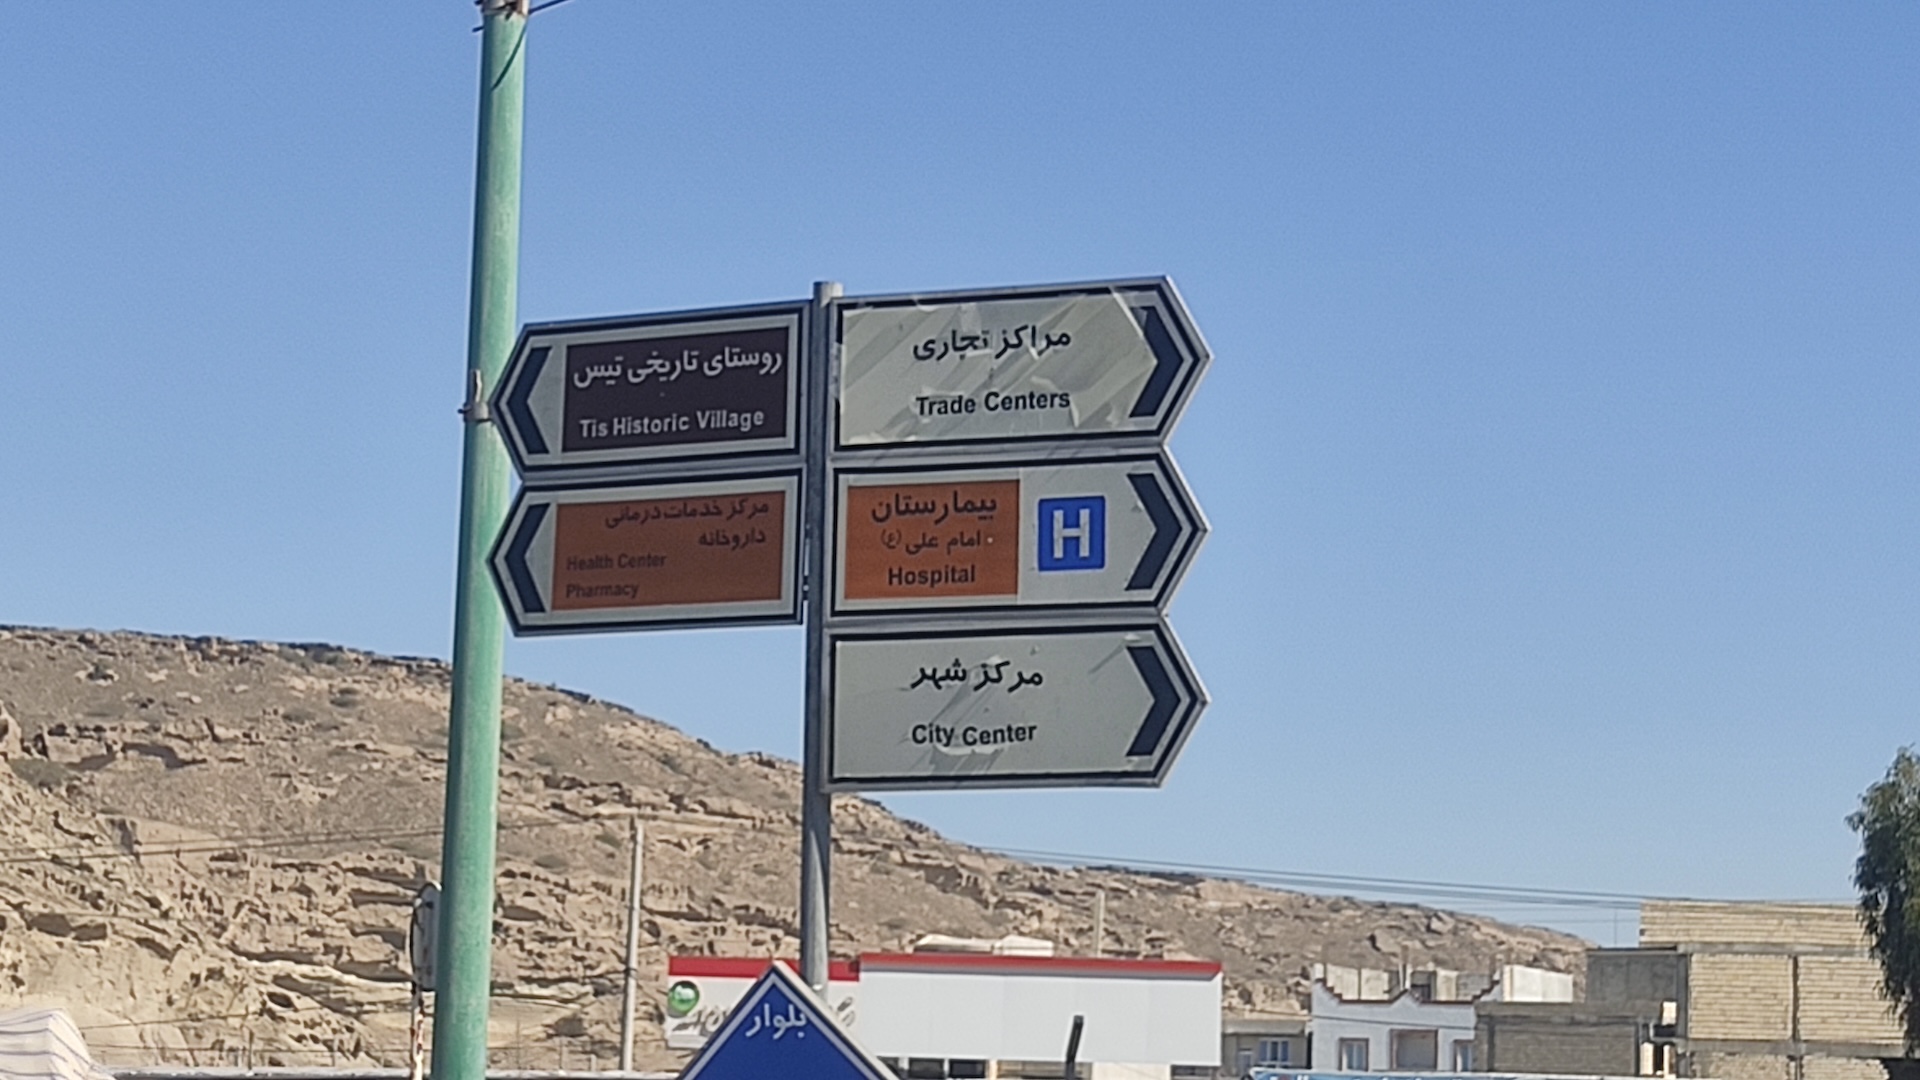 روستای تاریخی تیس
Tis Historic Village
مرکز خدمات درمانی
داروخانه
Health Center
Pharmacy
مراکز تجاری
Trade Centers
بیمارستان
امام علی (ع)
Hospital
H
مرکز شهر
City Center
بلوار